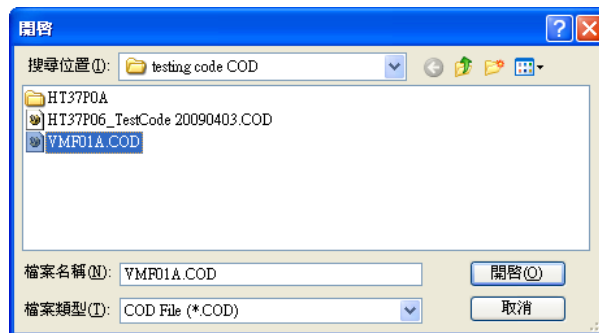 開啓
搜尋位置(I): testing code COD
HT37P0A
HT37P06_TestCode 20090403.COD
VMF01A.COD
檔案名稱(N): VMF01A.COD 開啓(O)
檔案類型(T): COD File (*.COD) 取消